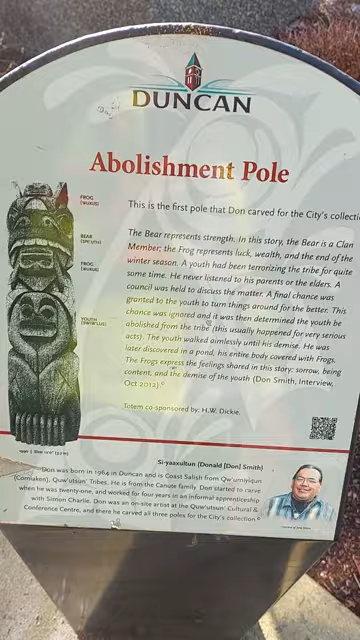 DUNCAN
Abolishment Pole
FROG
This is the first pole that Don carved for the City's collectio
BEAR
The Bear represents strength. In this story, the Bear is a Clan
Member; the Frog represents luck, wealth, and the end of the
FROG
winter season. A youth had been terrorizing the tribe for quite
some time. He never listened to his parents or the elders. A
council was held to discuss the matter. A final chance was
granted to the youth to turn things around for the better. This
YOUTH
chance was ignored and it was then determined the youth be
abolished from the tribe (this usually happened for very serious
acts). The youth walked aimlessly until his demise. He was
later discovered in a pond, his entire body covered with Frogs.
The Frogs express the feelings shared in this story: sorrow, being
content, and the demise of the youth (Don Smith, Interview,
Oct 2012).
Totem co-sponsored by: H.W. Dickie.
Si-yaaxultun (Donald [Don] Smith)
Don was born in 1964 in Duncan and is Coast Salish from Qw'umiyiqun
(Comiaken), Quw'utsun' Tribes. He is from the Canute family. Don started to carve
when he was twenty-one, and worked for four years in an informal apprenticeship
with Simon Charlie. Don was an on-site artist at the Quw'utsun' Cultural &
Conference Centre, and there he carved all three poles for the City's collection.